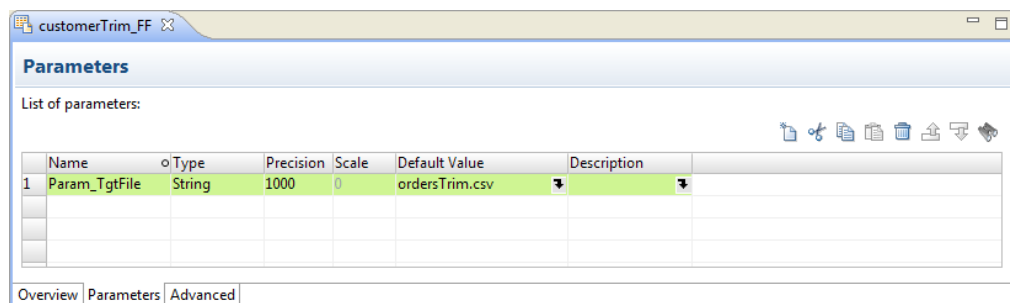 customerTrim_FF
Parameters
List of parameters:
Name Type Precision Scale Default Value Description
1 Param_TgtFile String 1000 0 ordersTrim.csv
Overview Parameters Advanced